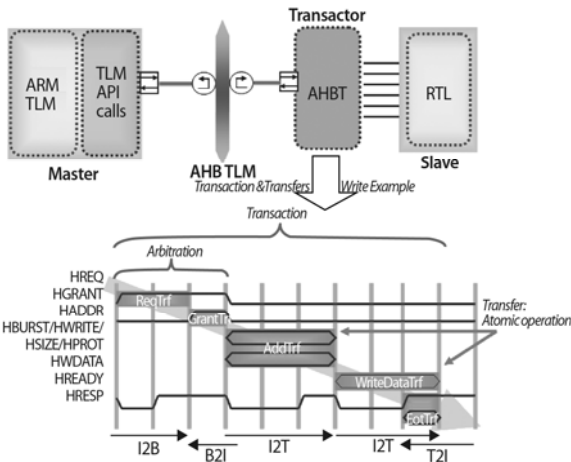 Transactor
ARM
TLM
TLM
API
calls
AHBT
RTL
Master
AHB TLM
Slave
Transaction &Transfers
Write Example
Transaction
Arbitration
HREQ
HGRANT
HADDR
HBURST/HWRITE/
HSIZE/HPROT
HWDATA
HREADY
HRESP
ReqTrf
GrantTrf
AddTrf
WriteDataTrf
EotTrf
Transfer:
Atomic operation
I2B
B2I
I2T
I2T
T2I